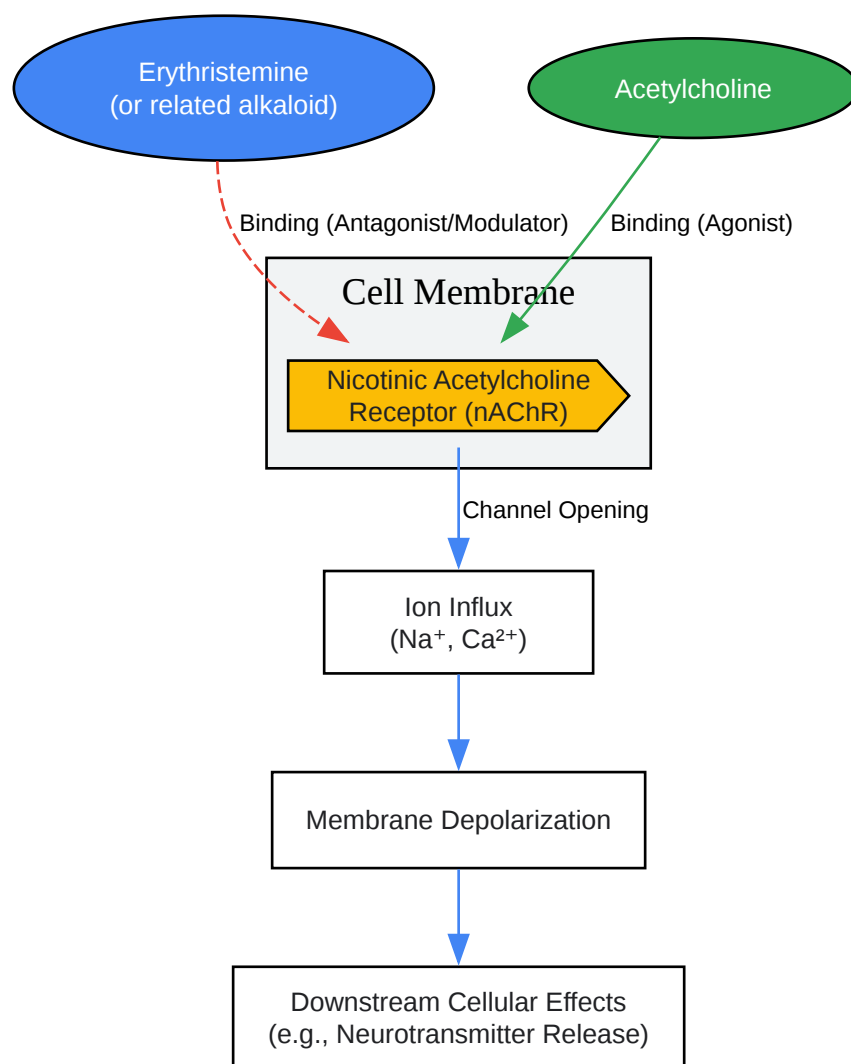 Erythristemine
(or related alkaloid)
Acetylcholine
Binding (Antagonist/Modulator)
Binding (Agonist)
Cell Membrane
Nicotinic Acetylcholine
Receptor (nAChR)
Channel Opening
Ion Influx
(Na⁺, Ca²⁺)
Membrane Depolarization
Downstream Cellular Effects
(e.g., Neurotransmitter Release)